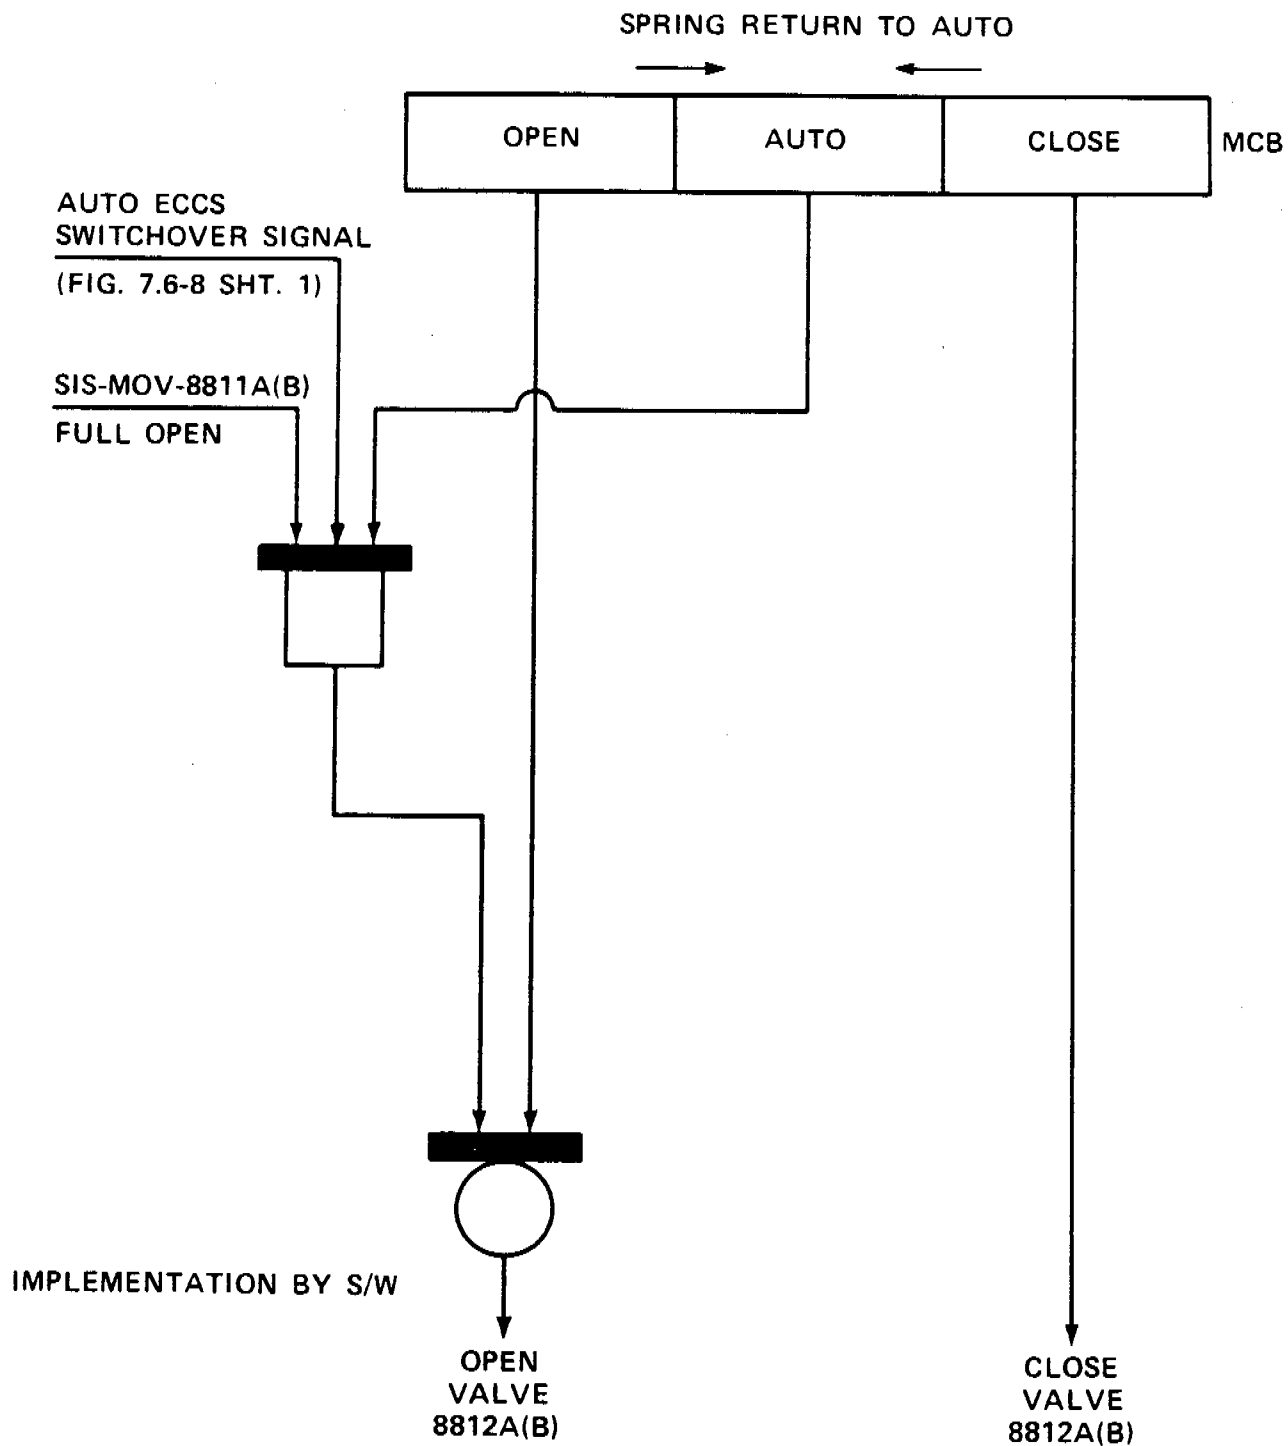 SPRING RETURN TO AUTO
OPEN
AUTO
CLOSE
MCB
AUTO ECCS
SWITCHOVER SIGNAL
(FIG. 7.6-8 SHT. 1)
SIS-MOV-8811A(B)
FULL OPEN
IMPLEMENTATION BY S/W
OPEN
VALVE
8812A(B)
CLOSE
VALVE
8812A(B)